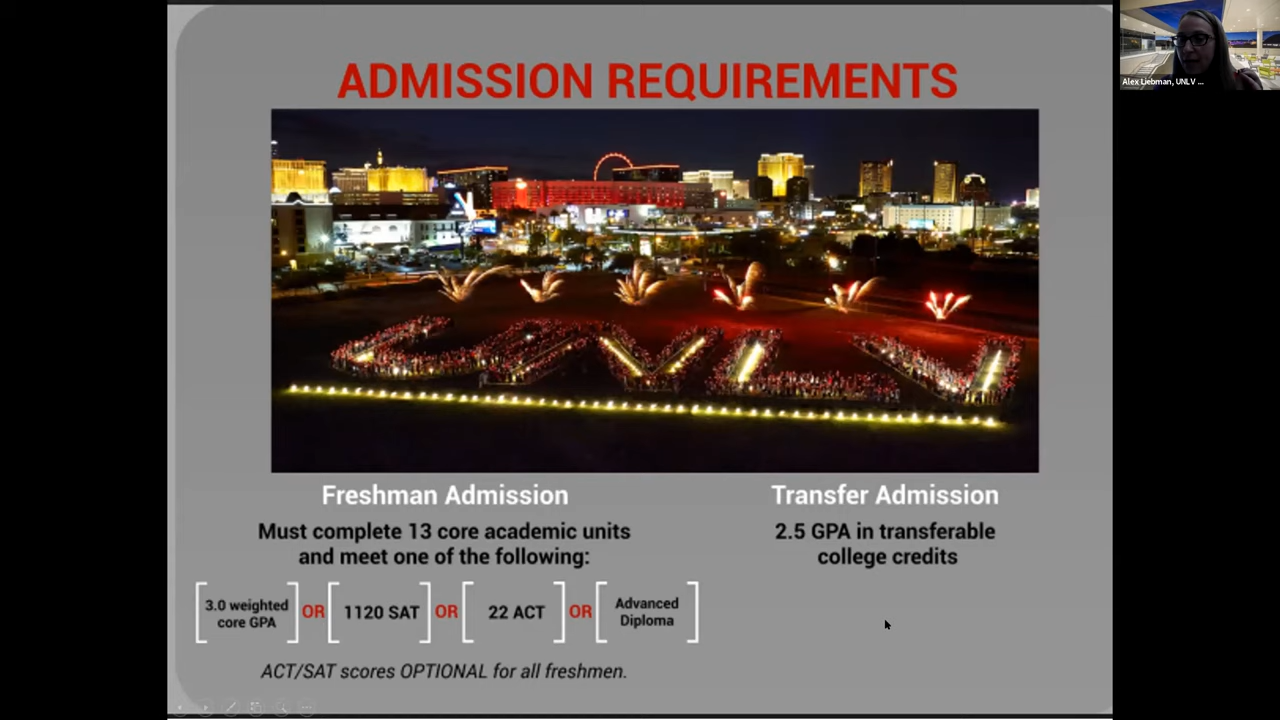 ADMISSION REQUIREMENTS
UNLV
Freshman Admission
Must complete 13 core academic units
and meet one of the following:
3.0 weighted
core GPA
OR
1120 SAT
OR
22 ACT
OR
Advanced
Diploma
ACT/SAT scores OPTIONAL for all freshmen.
Transfer Admission
2.5 GPA in transferable
college credits
Alex Liebman, UNLV ...